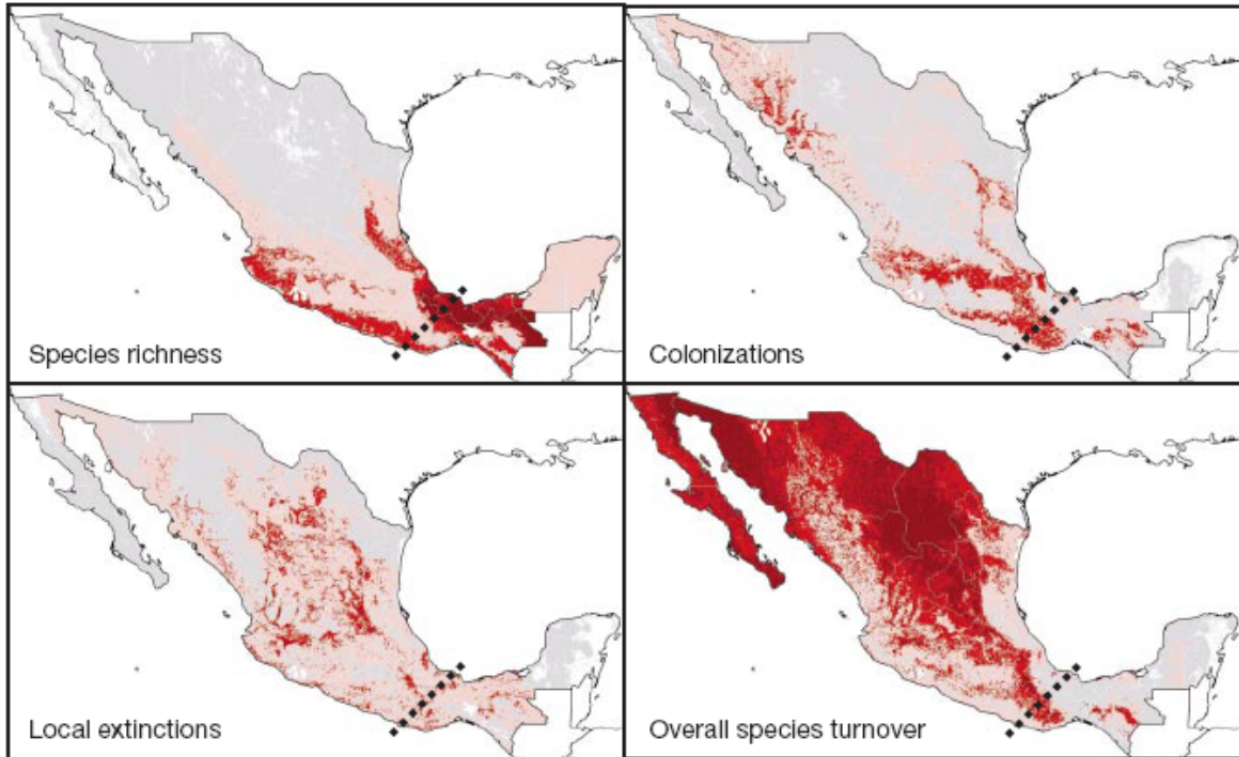 Species richness
Colonizations
Local extinctions
Overall species turnover